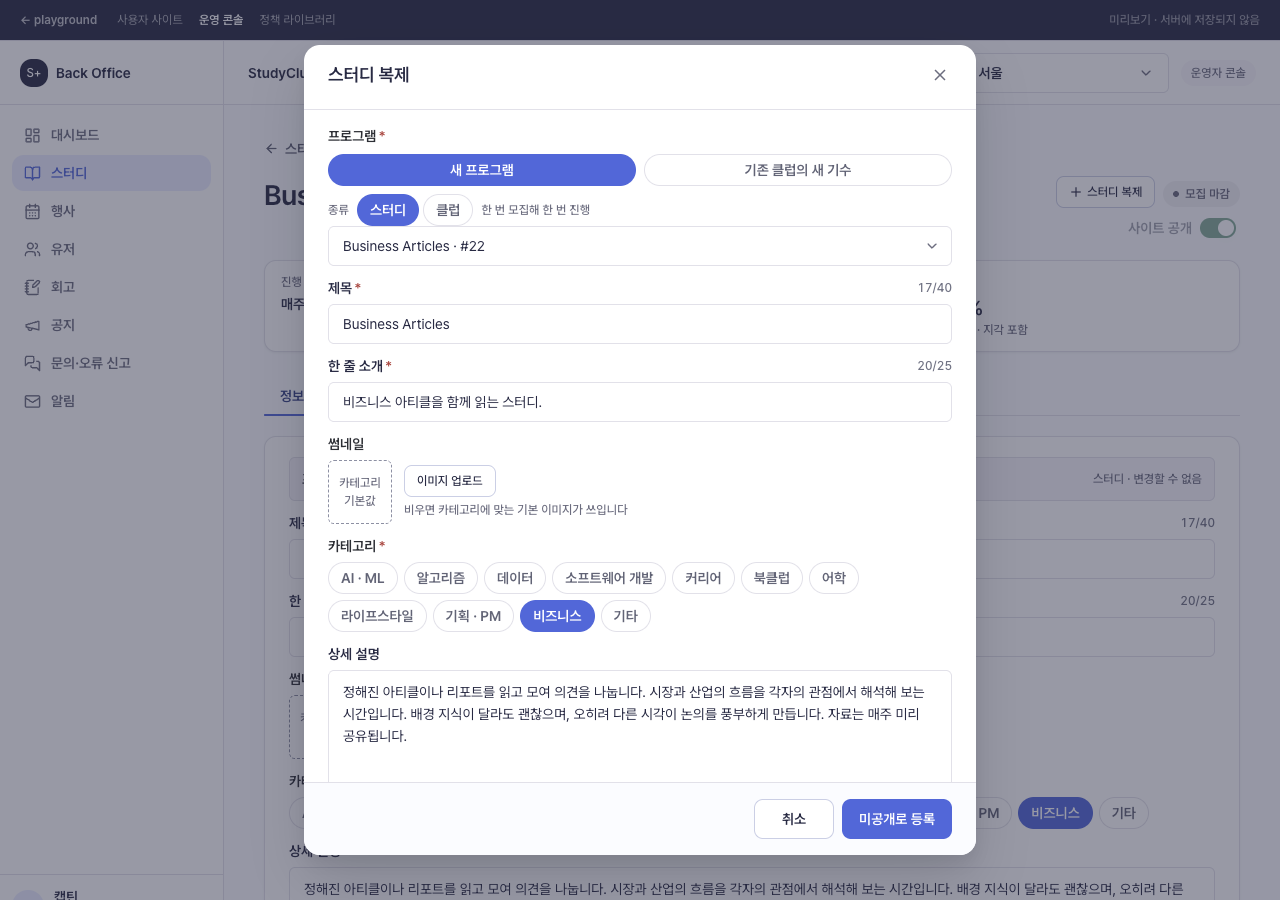 ← playground 사용자 사이트 운영 콘솔 정책 라이브러리 미리보기 · 서버에 저장되지 않음
S+ Back Office
StudyClu
서울
운영자 콘솔
대시보드
스터디
행사
유저
회고
공지
문의·오류 신고
알림
캡티
← 스터
Bus
+ 스터디 복제
• 모집 마감
사이트 공개
진행
매주
%
· 지각 포함
정보
스터디 · 변경할 수 없음
제목
17/40
한
20/25
썸네
카테
PM
비즈니스
기타
상세
정해진 아티클이나 리포트를 읽고 모여 의견을 나눕니다. 시장과 산업의 흐름을 각자의 관점에서 해석해 보는 시간입니다. 배경 지식이 달라도 괜찮으며, 오히려 다른
스터디 복제
프로그램 *
새 프로그램 기존 클럽의 새 기수
종류 스터디 클럽 한 번 모집해 한 번 진행
Business Articles · #22
제목 * 17/40
Business Articles
한 줄 소개 * 20/25
비즈니스 아티클을 함께 읽는 스터디.
썸네일
카테고리
기본값
이미지 업로드
비우면 카테고리에 맞는 기본 이미지가 쓰입니다
카테고리 *
AI · ML 알고리즘 데이터 소프트웨어 개발 커리어 북클럽 어학
라이프스타일 기획 · PM 비즈니스 기타
상세 설명
정해진 아티클이나 리포트를 읽고 모여 의견을 나눕니다. 시장과 산업의 흐름을 각자의 관점에서 해석해 보는
시간입니다. 배경 지식이 달라도 괜찮으며, 오히려 다른 시각이 논의를 풍부하게 만듭니다. 자료는 매주 미리
공유됩니다.
취소 미공개로 등록